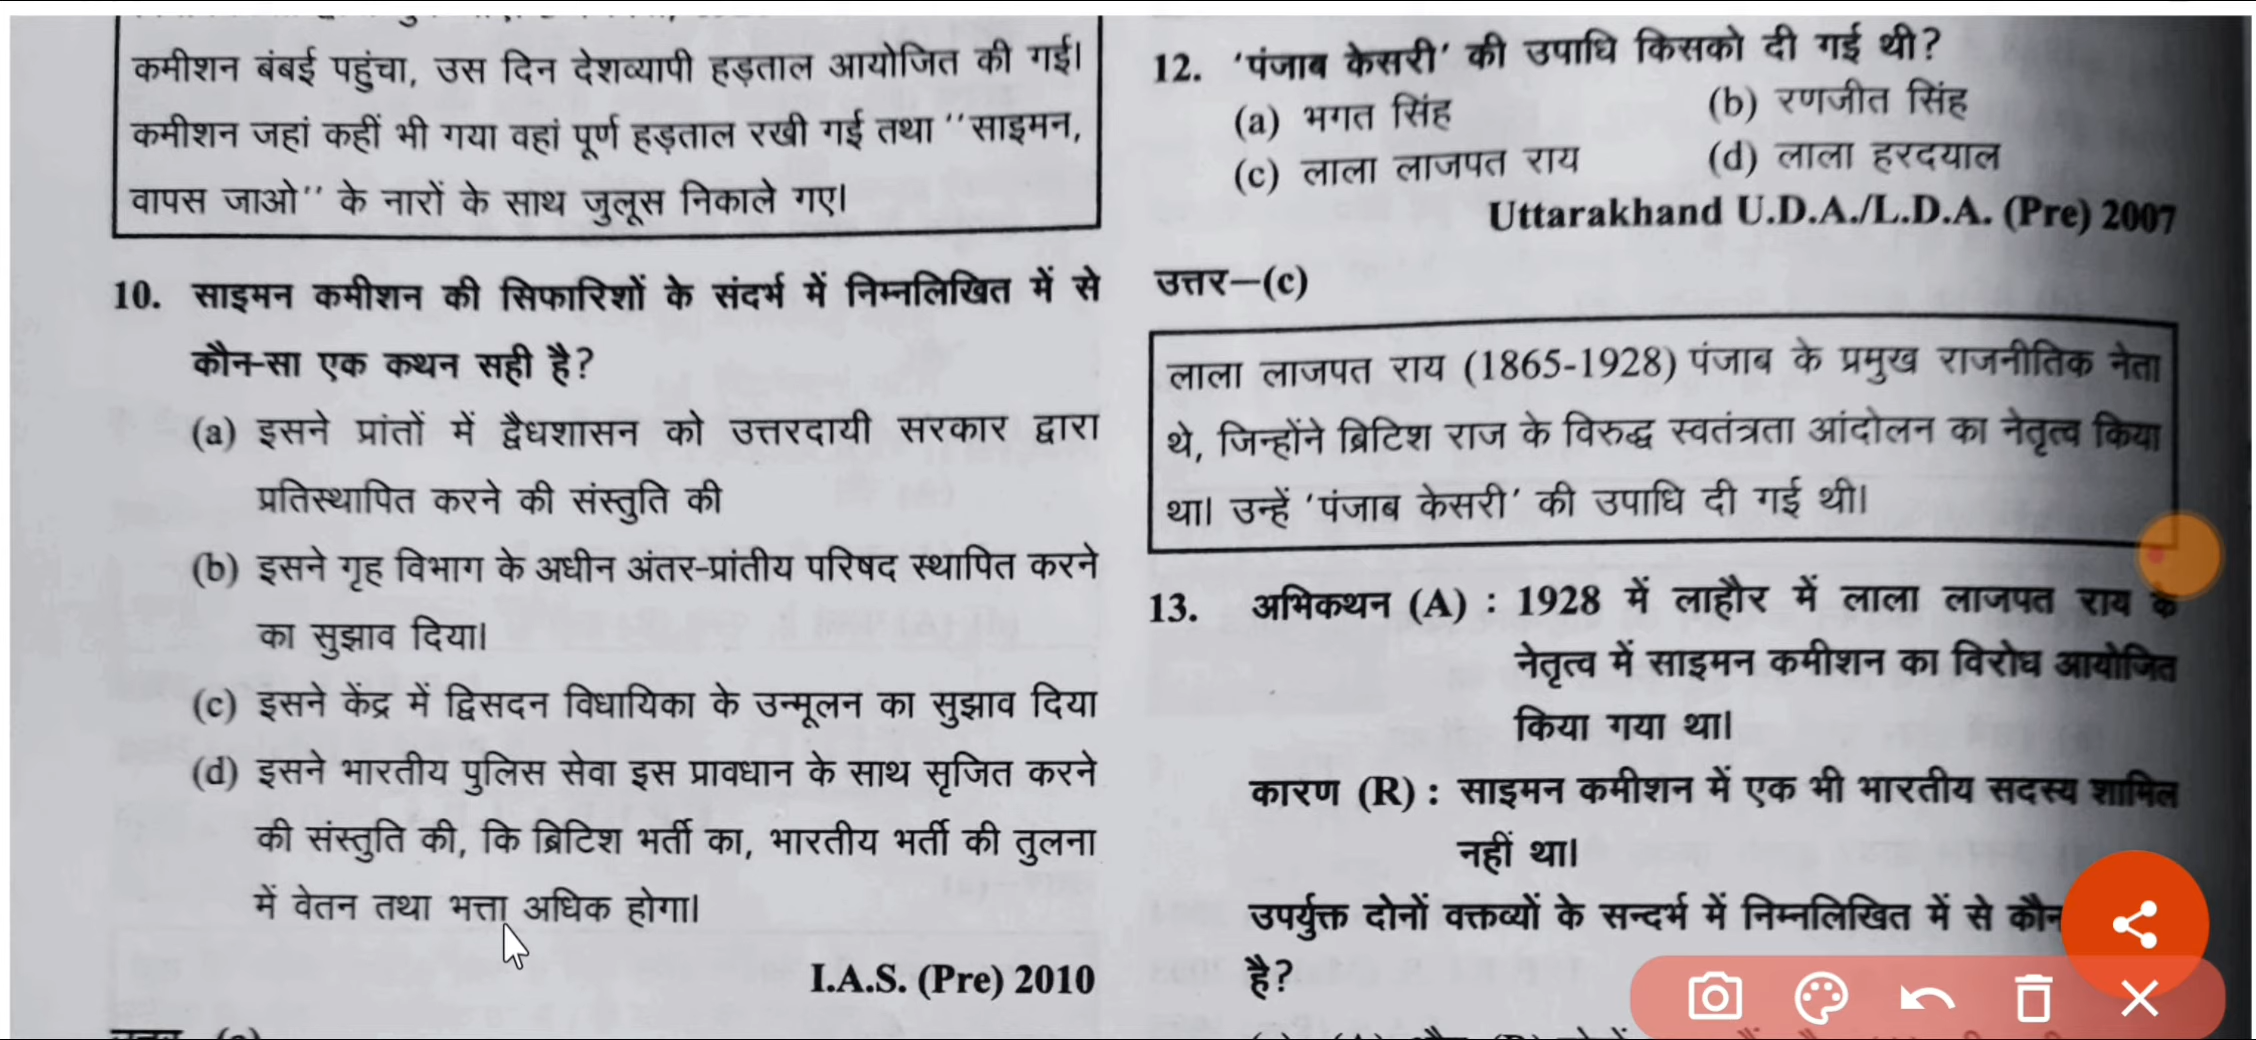 कमीशन बंबई पहुंचा, उस दिन देशव्यापी हड़ताल आयोजित की गई।
कमीशन जहां कहीं भी गया वहां पूर्ण हड़ताल रखी गई तथा ''साइमन,
वापस जाओ'' के नारों के साथ जुलूस निकाले गए।
10. साइमन कमीशन की सिफारिशों के संदर्भ में निम्नलिखित में से
कौन-सा एक कथन सही है?
(a) इसने प्रांतों में द्वैधशासन को उत्तरदायी सरकार द्वारा
प्रतिस्थापित करने की संस्तुति की
(b) इसने गृह विभाग के अधीन अंतर-प्रांतीय परिषद स्थापित करने
का सुझाव दिया।
(c) इसने केंद्र में द्विसदन विधायिका के उन्मूलन का सुझाव दिया
(d) इसने भारतीय पुलिस सेवा इस प्रावधान के साथ सृजित करने
की संस्तुति की, कि ब्रिटिश भर्ती का, भारतीय भर्ती की तुलना
में वेतन तथा भत्ता अधिक होगा।
I.A.S. (Pre) 2010
12. 'पंजाब केसरी' की उपाधि किसको दी गई थी?
(a) भगत सिंह (b) रणजीत सिंह
(c) लाला लाजपत राय (d) लाला हरदयाल
Uttarakhand U.D.A./L.D.A. (Pre) 2007
उत्तर—(c)
लाला लाजपत राय (1865-1928) पंजाब के प्रमुख राजनीतिक नेता
थे, जिन्होंने ब्रिटिश राज के विरुद्ध स्वतंत्रता आंदोलन का नेतृत्व किया
था। उन्हें 'पंजाब केसरी' की उपाधि दी गई थी।
13. अभिकथन (A) : 1928 में लाहौर में लाला लाजपत राय के
नेतृत्व में साइमन कमीशन का विरोध आयोजित
किया गया था।
कारण (R) : साइमन कमीशन में एक भी भारतीय सदस्य शामिल
नहीं था।
उपर्युक्त दोनों वक्तव्यों के सन्दर्भ में निम्नलिखित में से कौन
है?